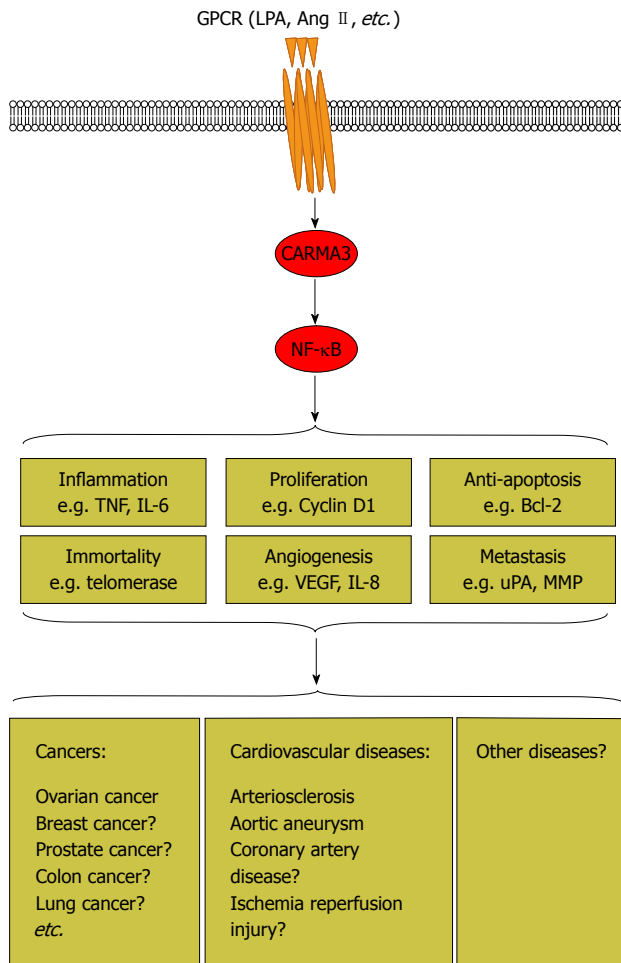 GPCR (LPA, Ang Ⅱ, etc.)
CARMA3
NF-κB
Inflammation
e.g. TNF, IL-6
Proliferation
e.g. Cyclin D1
Anti-apoptosis
e.g. Bcl-2
Immortality
e.g. telomerase
Angiogenesis
e.g. VEGF, IL-8
Metastasis
e.g. uPA, MMP
Cancers:
Ovarian cancer
Breast cancer?
Prostate cancer?
Colon cancer?
Lung cancer?
etc.
Cardiovascular diseases:
Arteriosclerosis
Aortic aneurysm
Coronary artery
disease?
Ischemia reperfusion
injury?
Other diseases?